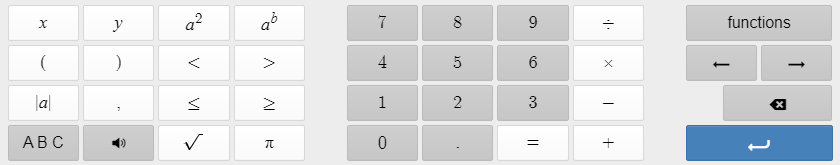 x y a² aᵇ 7 8 9 ÷ functions
( ) < > 4 5 6 × ← →
|a| , ≤ ≥ 1 2 3 −
A B C √ π 0 . = +